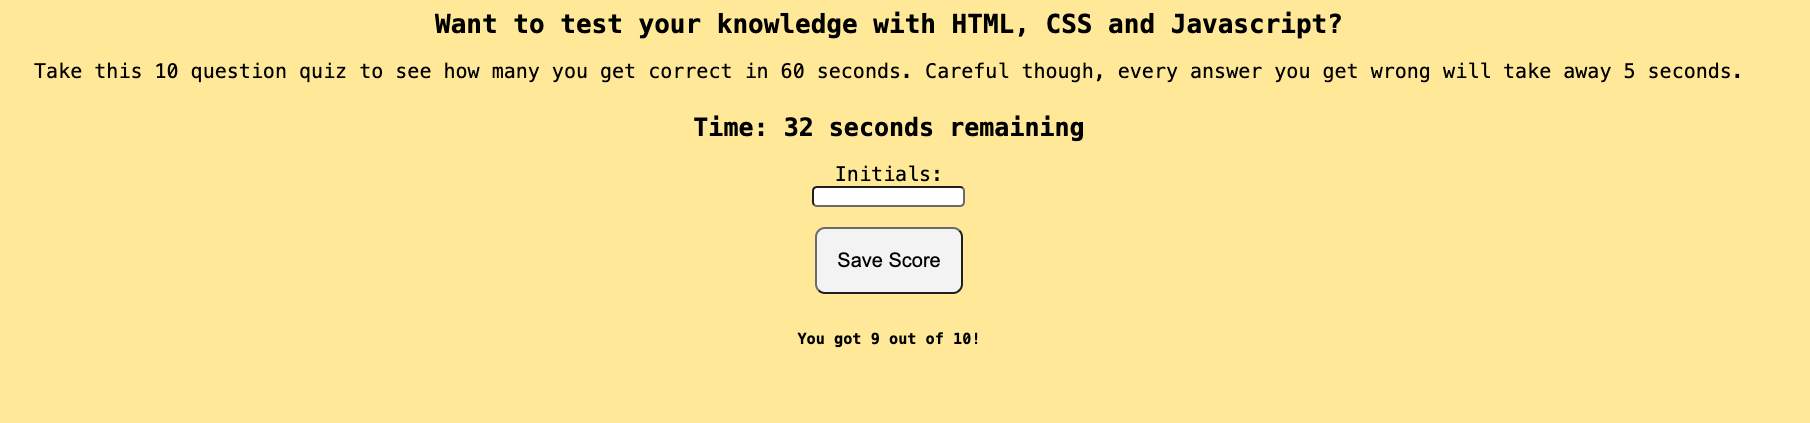 Want to test your knowledge with HTML, CSS and Javascript?
Take this 10 question quiz to see how many you get correct in 60 seconds. Careful though, every answer you get wrong will take away 5 seconds.
Time: 32 seconds remaining
Initials:
Save Score
You got 9 out of 10!